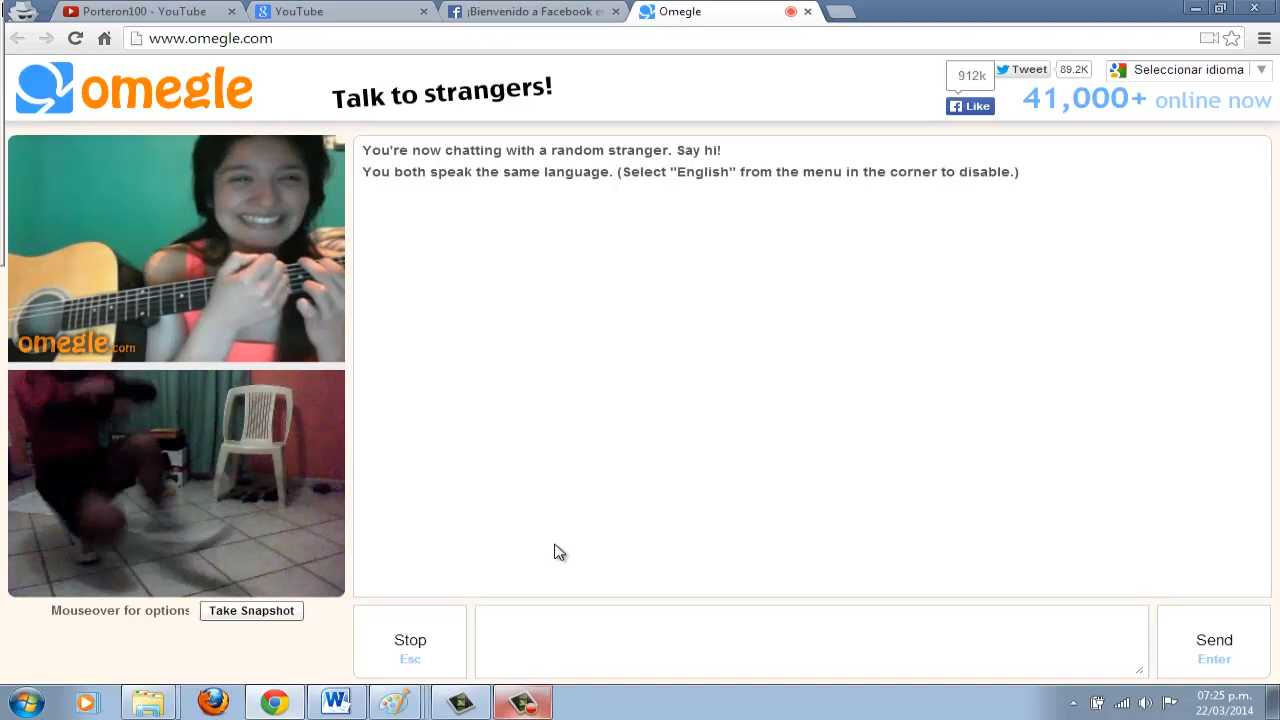 Porteron100 - YouTube
YouTube
¡Bienvenido a Facebook e
Omegle
www.omegle.com
omegle
Talk to strangers!
912k
Like
Tweet
89.2K
Seleccionar idioma
41,000+ online now
You're now chatting with a random stranger. Say hi!
You both speak the same language. (Select "English" from the menu in the corner to disable.)
omegle.com
Mouseover for options
Take Snapshot
Stop
Esc
Send
Enter
07:25 p.m.
22/03/2014